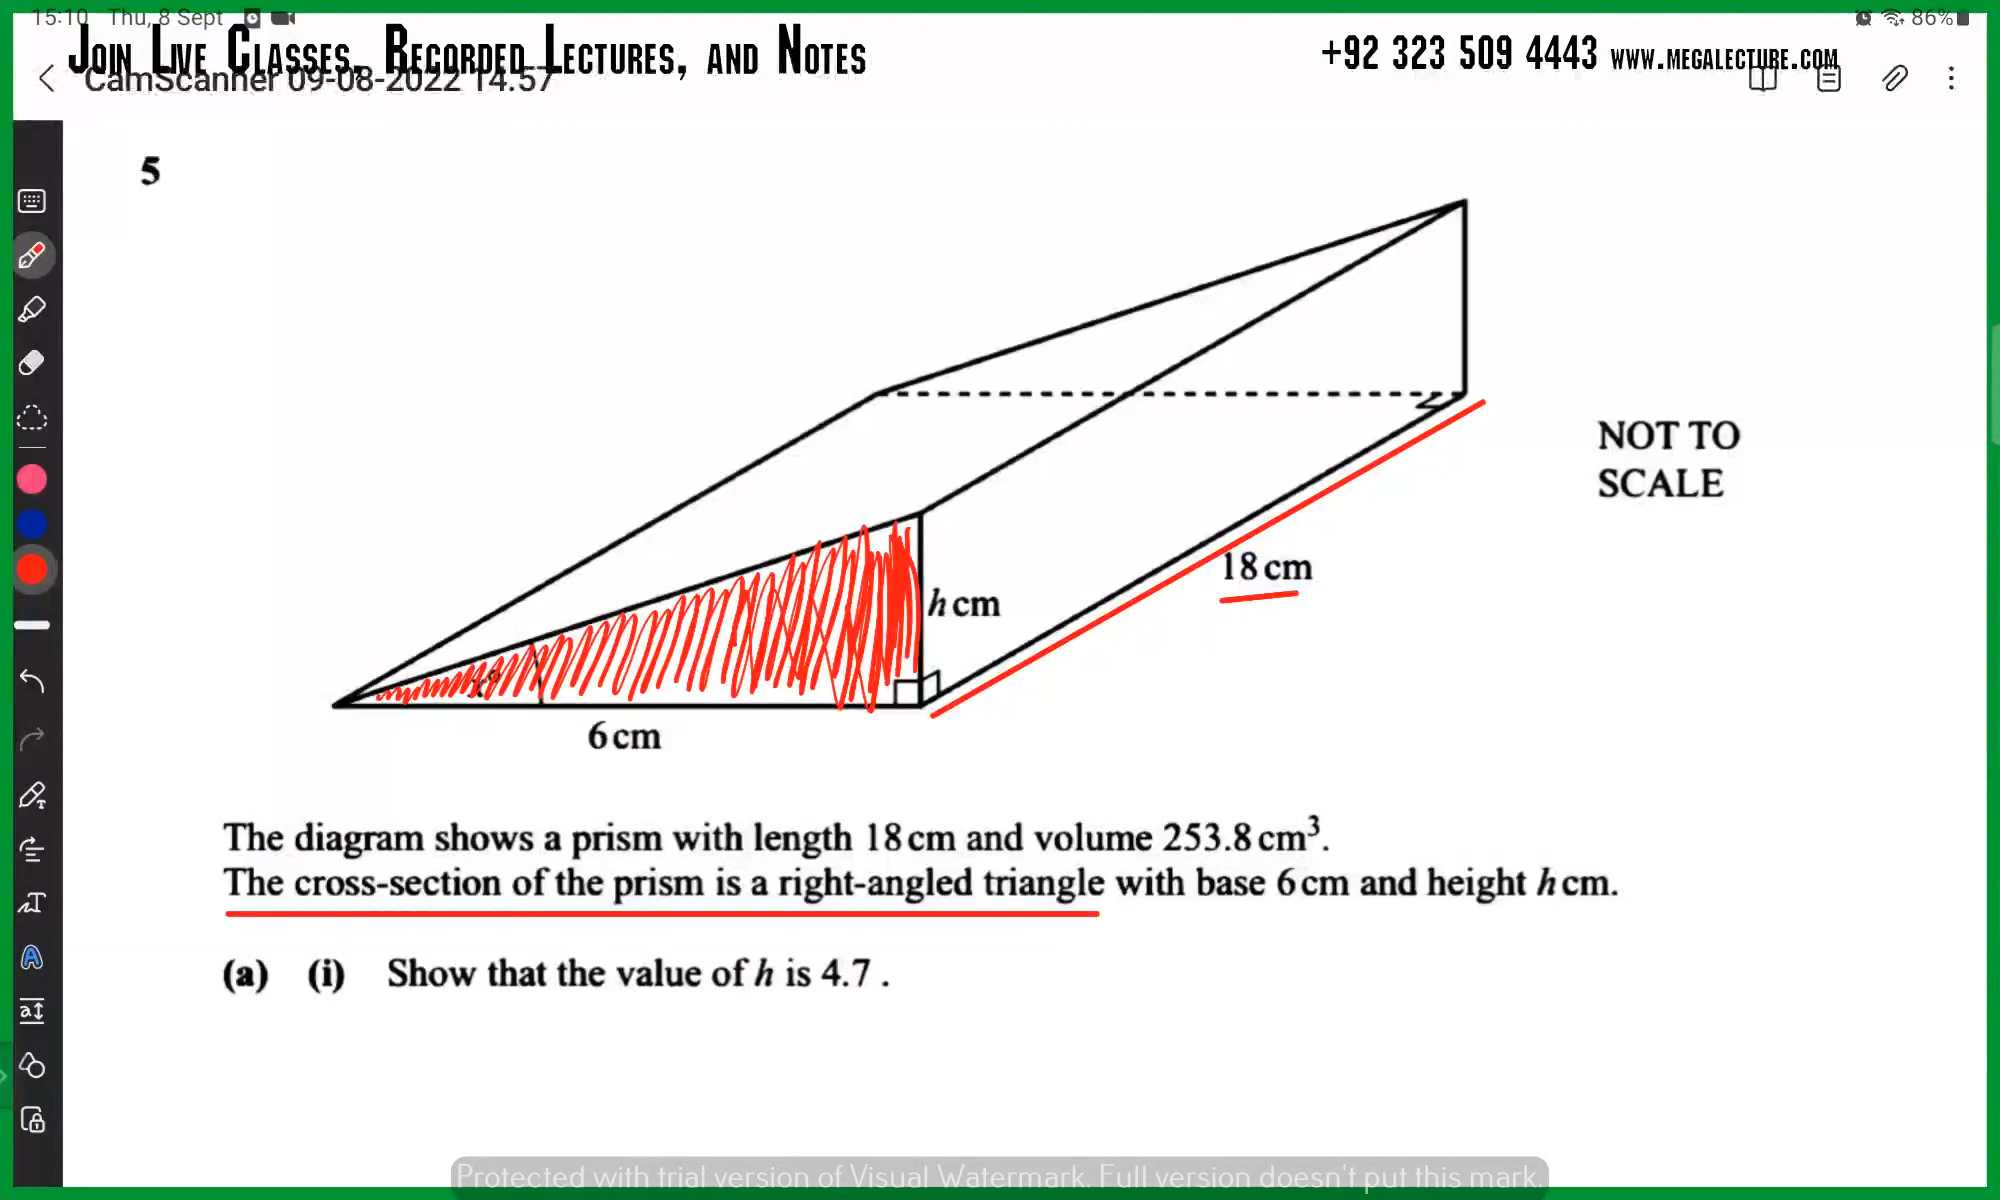 15:10 Thu, 8 Sept
86%
JOIN LIVE CLASSES, RECORDED LECTURES, AND NOTES
+92 323 509 4443 WWW.MEGALECTURE.COM
CamScanner 09-08-2022 14.57
5
NOT TO
SCALE
18 cm
h cm
x°
6 cm
The diagram shows a prism with length 18 cm and volume 253.8 cm³.
The cross-section of the prism is a right-angled triangle with base 6 cm and height h cm.
(a) (i) Show that the value of h is 4.7 .
Protected with trial version of Visual Watermark. Full version doesn't put this mark.